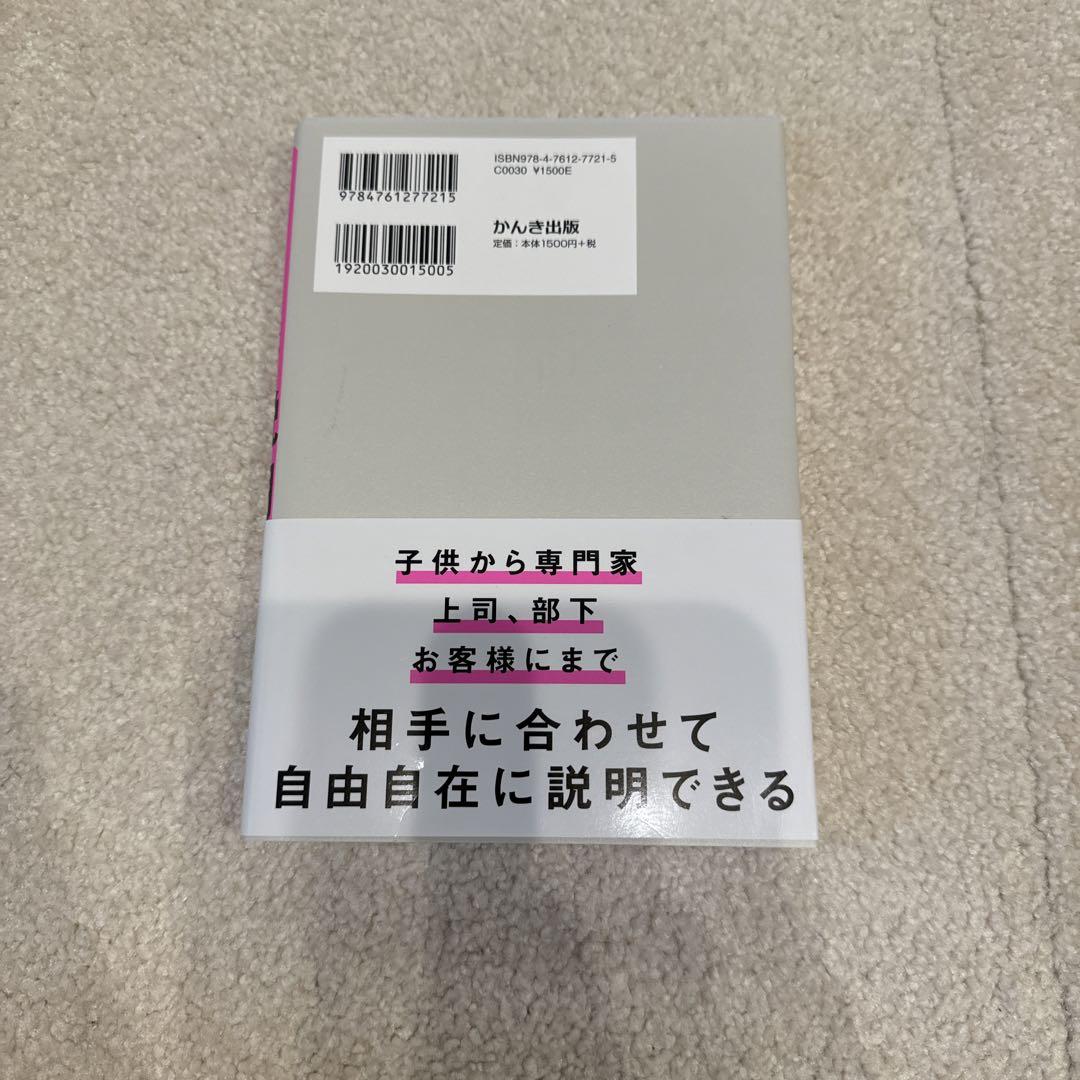 ISBN978-4-7612-7721-5
C0030 ¥1500E
9784761277215
かんき出版
定価：本体1500円+税
1920030015005
子供から専門家
上司、部下
お客様にまで
相手に合わせて
自由自在に説明できる